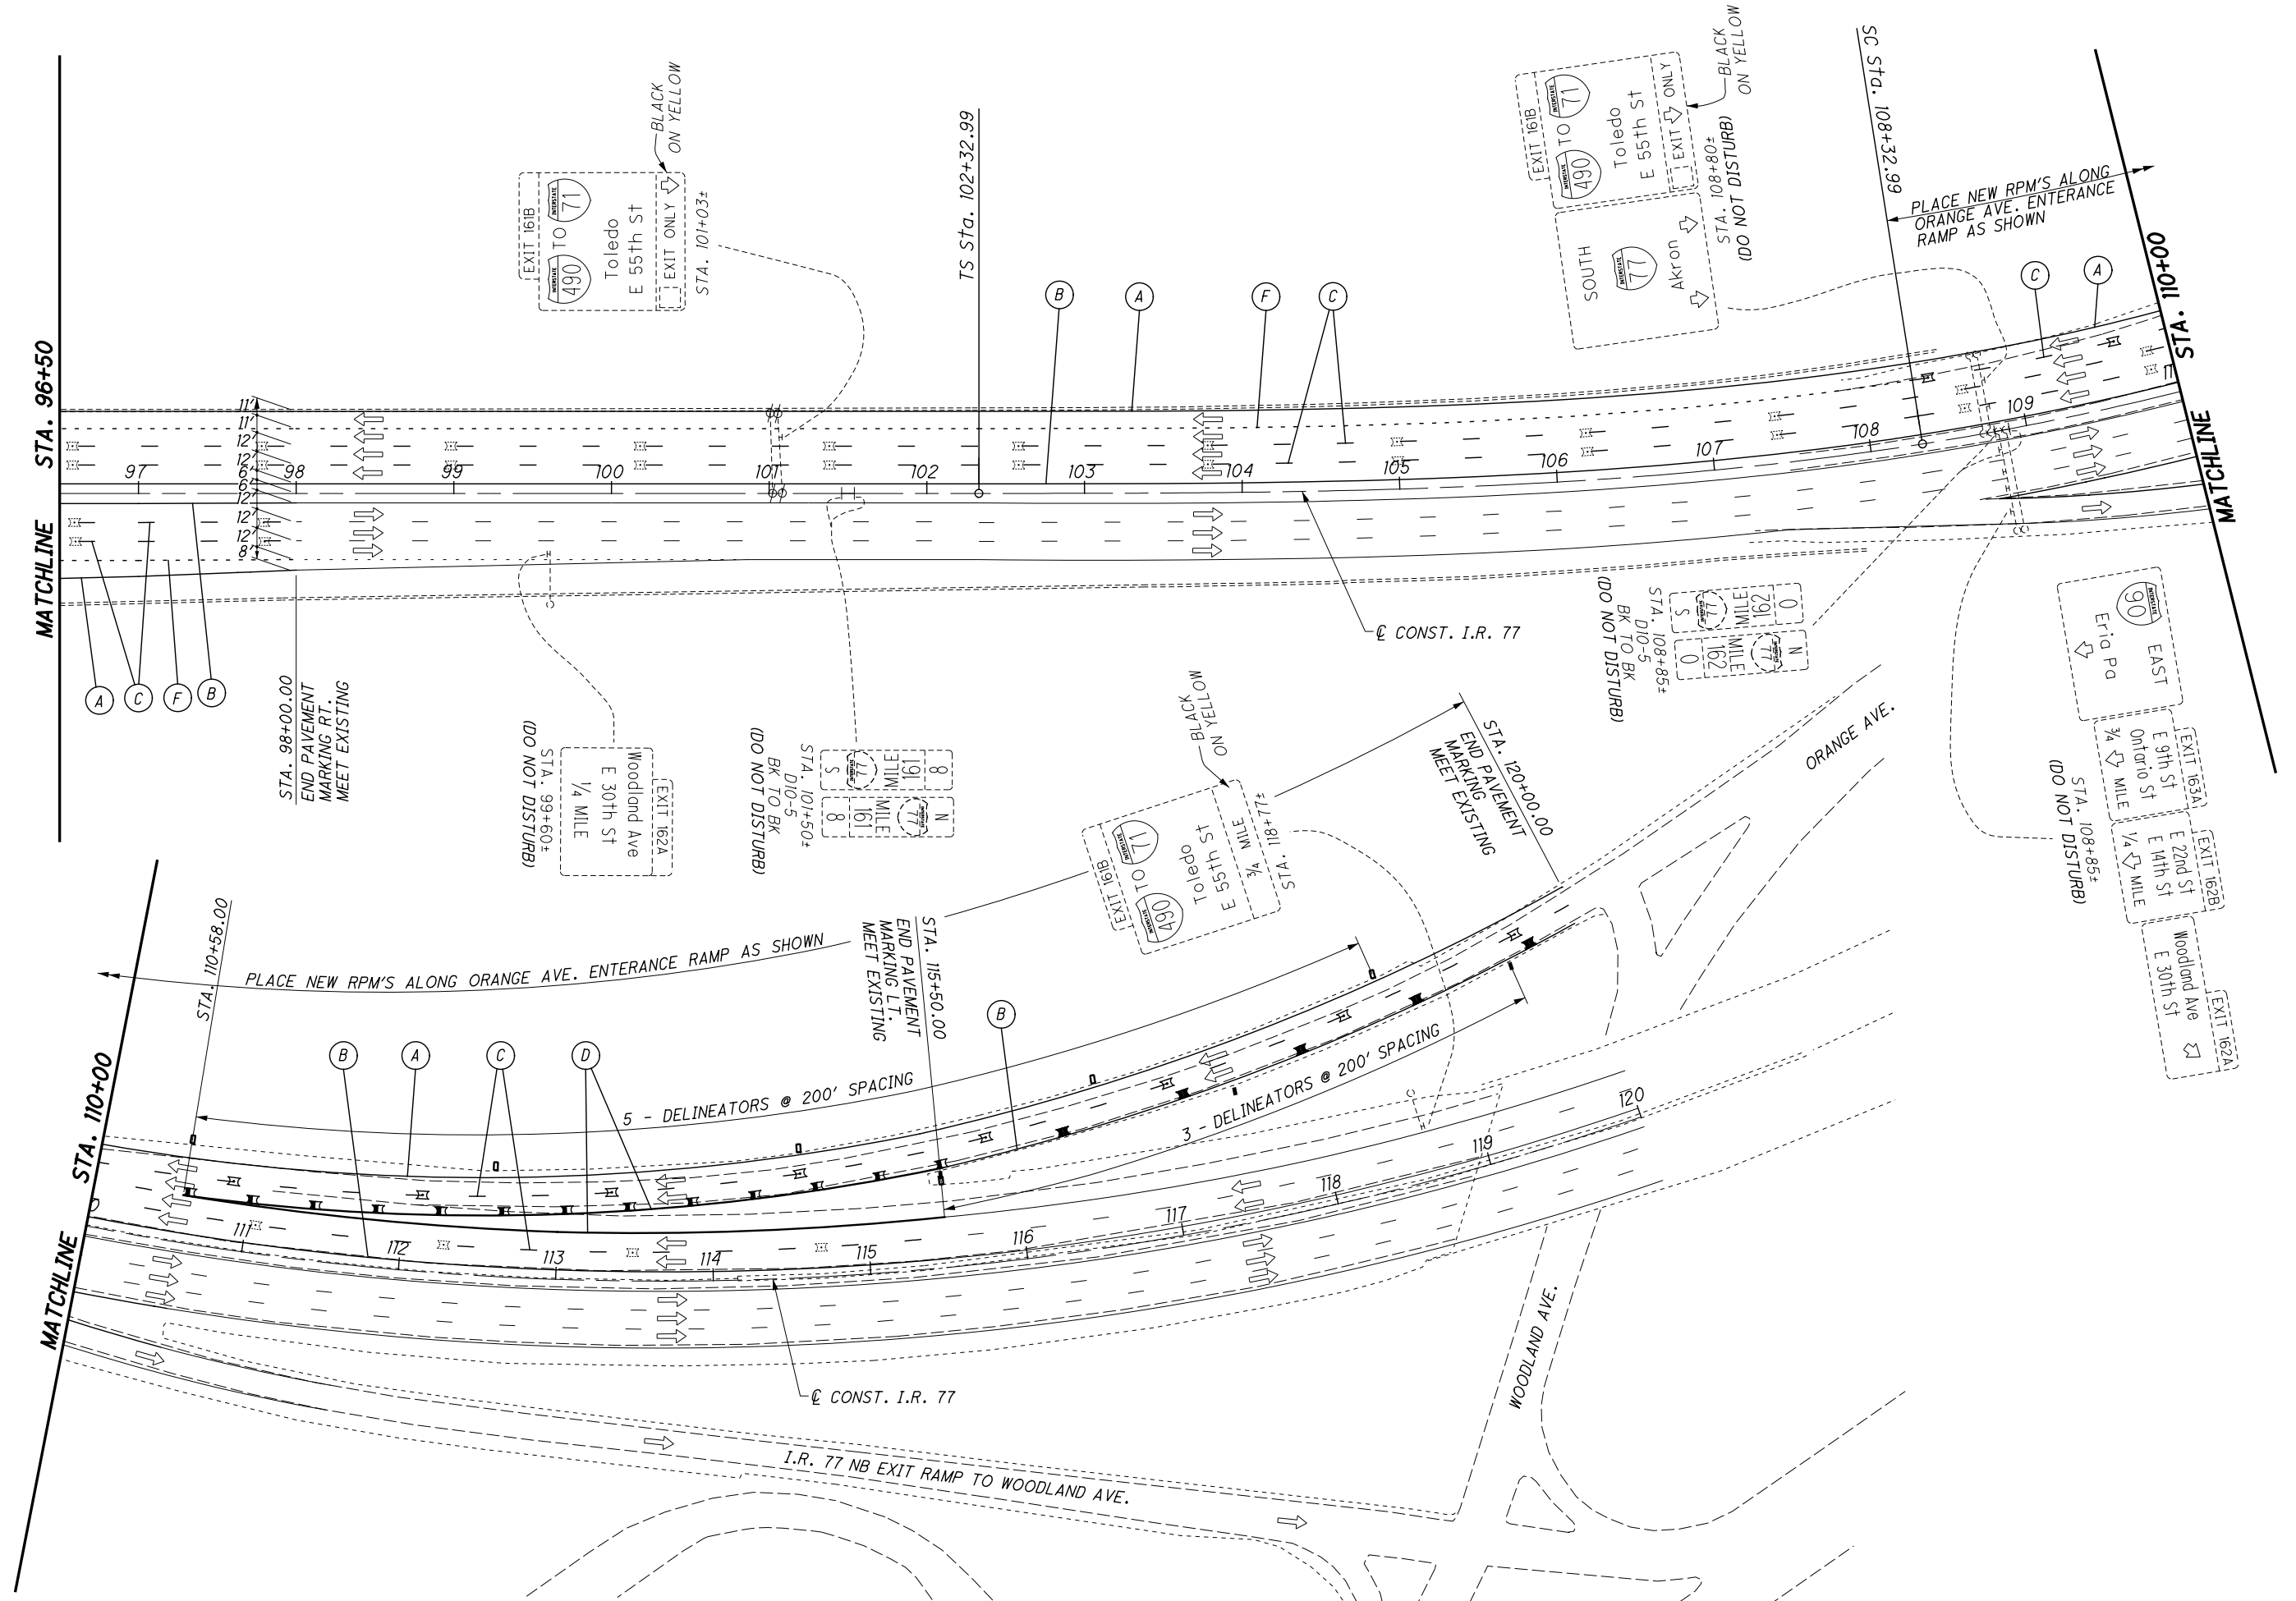 MATCHLINE STA. 96+50
BLACK
ON YELLOW
EXIT 161B
INTERSTATE 490 TO INTERSTATE 71
Toledo
E 55th St
EXIT ONLY
STA. 101+03±
TS Sta. 102+32.99
BLACK
ON YELLOW
EXIT 161B
INTERSTATE 490 TO INTERSTATE 71
Toledo
E 55th St
EXIT ONLY
STA. 108+80±
(DO NOT DISTURB)
SOUTH
INTERSTATE 77
Akron
SC Sta. 108+32.99
PLACE NEW RPM'S ALONG
ORANGE AVE. ENTERANCE
RAMP AS SHOWN
MATCHLINE STA. 110+00
B
A
F
C
C
A
11'
11'
12'
12'
6'
6'
12'
12'
12'
8'
97
98
99
100
101
102
103
104
105
106
107
108
109
11
A
C
F
B
STA. 98+00.00
END PAVEMENT
MARKING RT.
MEET EXISTING
EXIT 162A
Woodland Ave
E 30th St
1/4 MILE
STA. 99+60±
(DO NOT DISTURB)
N
77
MILE
161
8
S
77
MILE
161
8
STA. 101+50±
D10-5
BK TO BK
(DO NOT DISTURB)
℄ CONST. I.R. 77
N
77
MILE
162
0
S
77
MILE
162
0
STA. 108+85±
D10-5
BK TO BK
(DO NOT DISTURB)
INTERSTATE 90 EAST
Eria Pa
EXIT 163A
E 9th St
Ontario St
3/4 MILE
EXIT 162B
E 22nd St
E 14th St
1/4 MILE
EXIT 162A
Woodland Ave
E 30th St
STA. 108+85±
(DO NOT DISTURB)
BLACK
ON YELLOW
EXIT 161B
INTERSTATE 490 TO INTERSTATE 71
Toledo
E 55th St
3/4 MILE
STA. 118+77±
STA. 120+00.00
END PAVEMENT
MARKING
MEET EXISTING
ORANGE AVE.
MATCHLINE STA. 110+00
STA. 110+58.00
PLACE NEW RPM'S ALONG ORANGE AVE. ENTERANCE RAMP AS SHOWN
STA. 115+50.00
END PAVEMENT
MARKING LT.
MEET EXISTING
B
A
C
D
B
5 - DELINEATORS @ 200' SPACING
3 - DELINEATORS @ 200' SPACING
0
111
112
113
114
115
116
117
118
119
120
℄ CONST. I.R. 77
I.R. 77 NB EXIT RAMP TO WOODLAND AVE.
WOODLAND AVE.